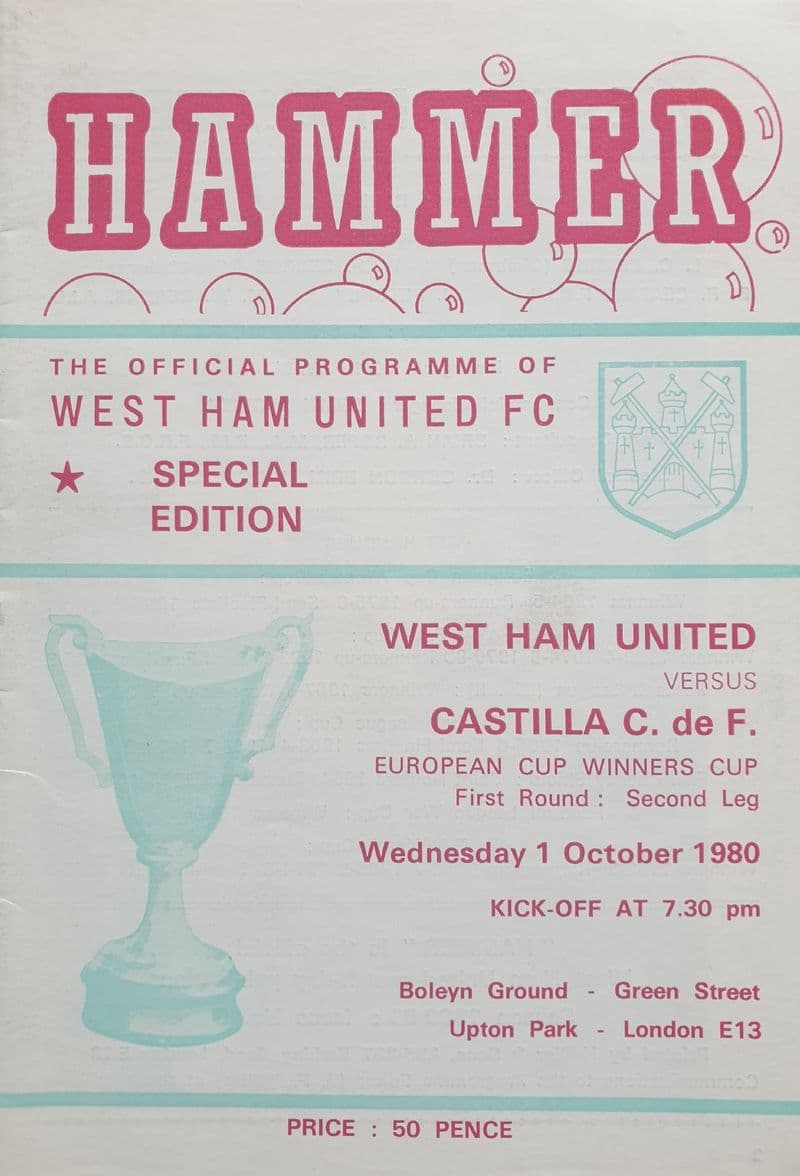 HAMMER
THE OFFICIAL PROGRAMME OF
WEST HAM UNITED FC
★ SPECIAL
EDITION
WEST HAM UNITED
VERSUS
CASTILLA C. de F.
EUROPEAN CUP WINNERS CUP
First Round : Second Leg
Wednesday 1 October 1980
KICK-OFF AT 7.30 pm
Boleyn Ground - Green Street
Upton Park - London E13
PRICE : 50 PENCE